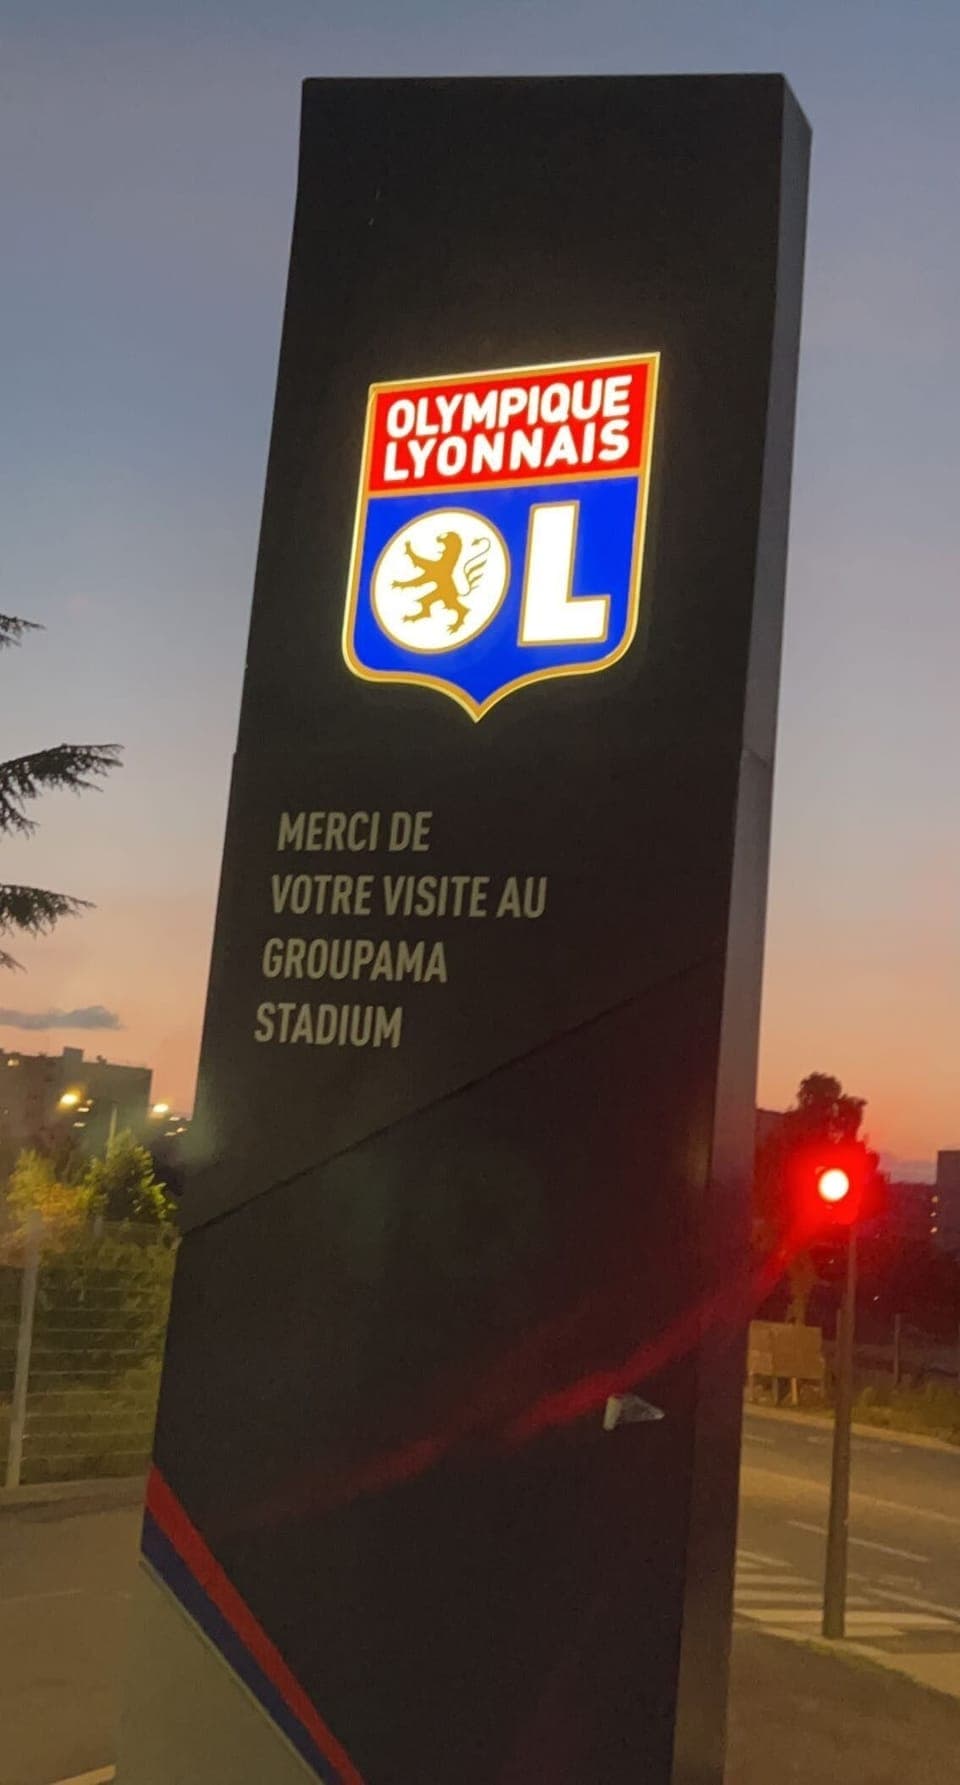 OLYMPIQUE
LYONNAIS
OL
MERCI DE
VOTRE VISITE AU
GROUPAMA
STADIUM